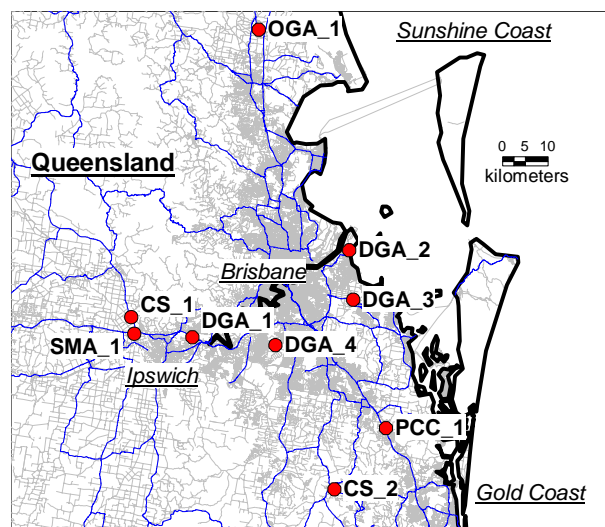 OGA_1
Sunshine Coast
Queensland
0 5 10
kilometers
DGA_2
Brisbane
DGA_3
CS_1
DGA_1
SMA_1
DGA_4
Ipswich
PCC_1
CS_2
Gold Coast